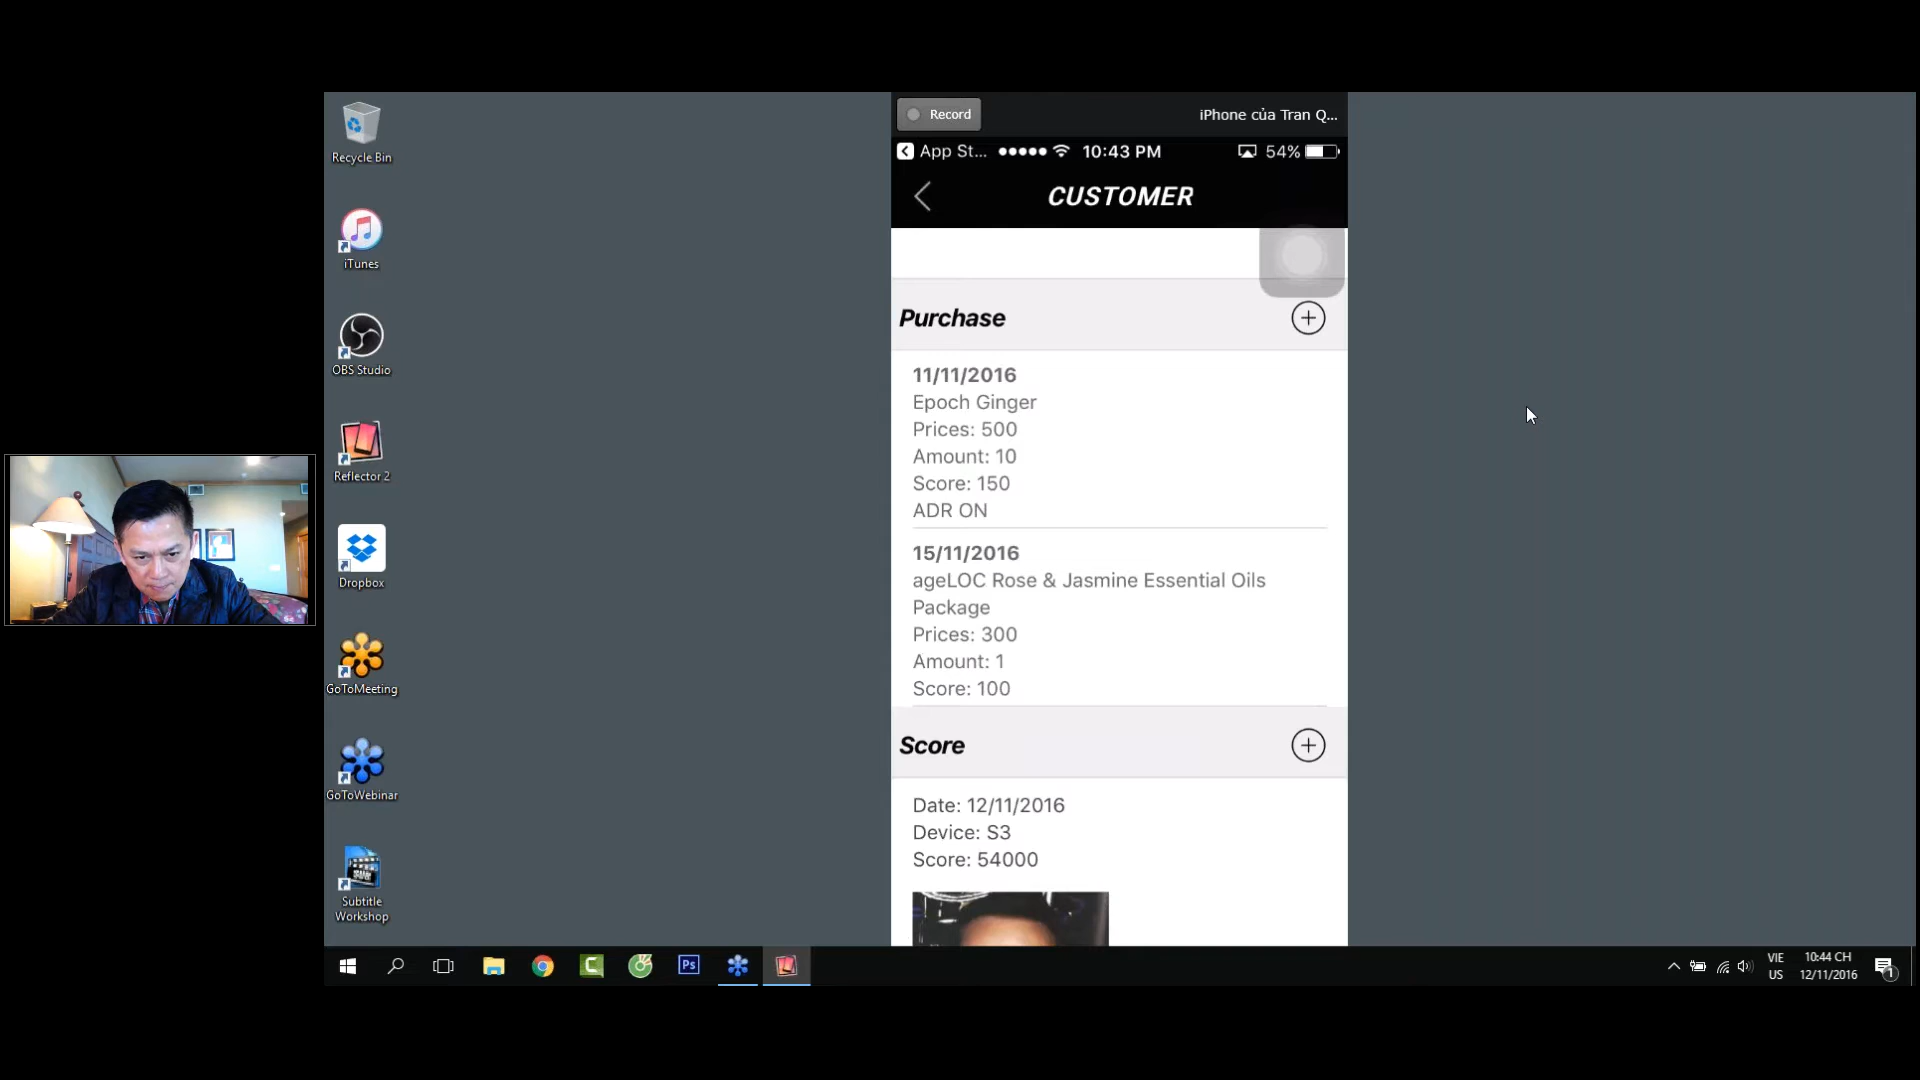 Recycle Bin
iTunes
OBS Studio
Reflector 2
Dropbox
GoToMeeting
GoToWebinar
Subtitle
Workshop
Record
iPhone của Tran Q...
App St...
10:43 PM
54%
CUSTOMER
Purchase
11/11/2016
Epoch Ginger
Prices: 500
Amount: 10
Score: 150
ADR ON
15/11/2016
ageLOC Rose & Jasmine Essential Oils
Package
Prices: 300
Amount: 1
Score: 100
Score
Date: 12/11/2016
Device: S3
Score: 54000
Ps
VIE
US
10:44 CH
12/11/2016
1